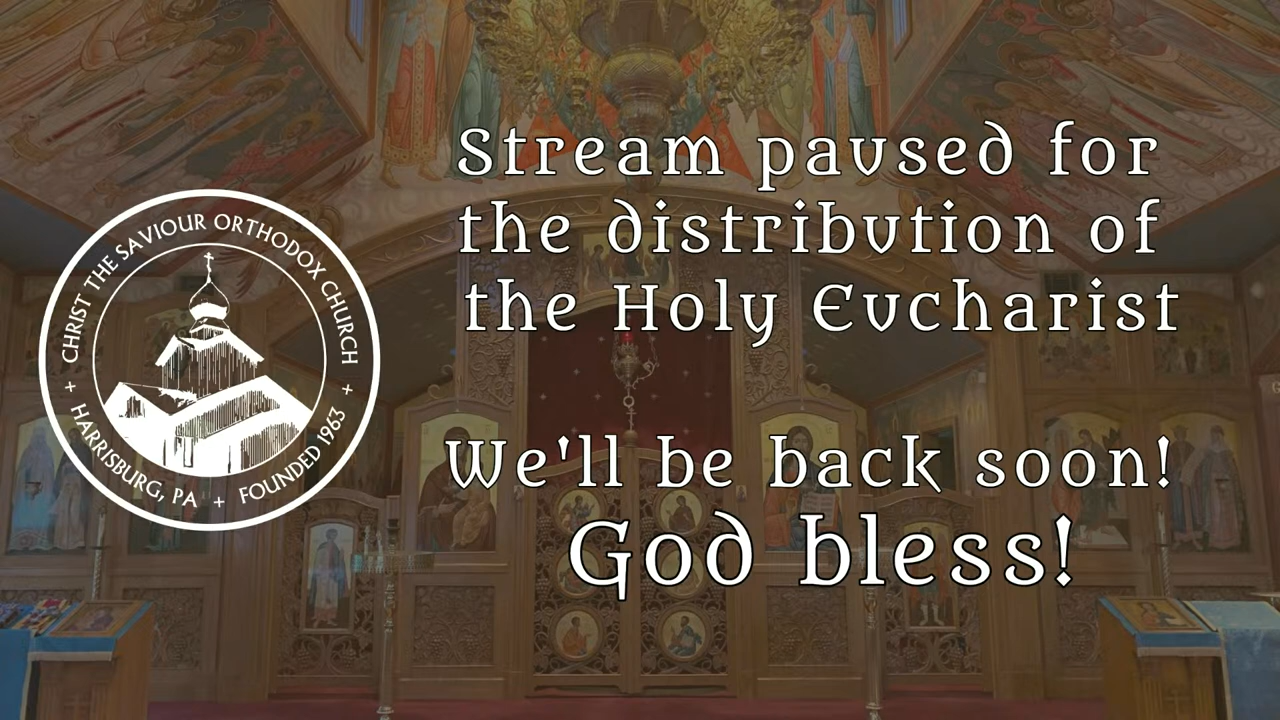 CHRIST THE SAVIOUR ORTHODOX CHURCH
+ HARRISBURG, PA + FOUNDED 1963 +
Stream paused for
the distribution of
the Holy Eucharist
We'll be back soon!
God bless!